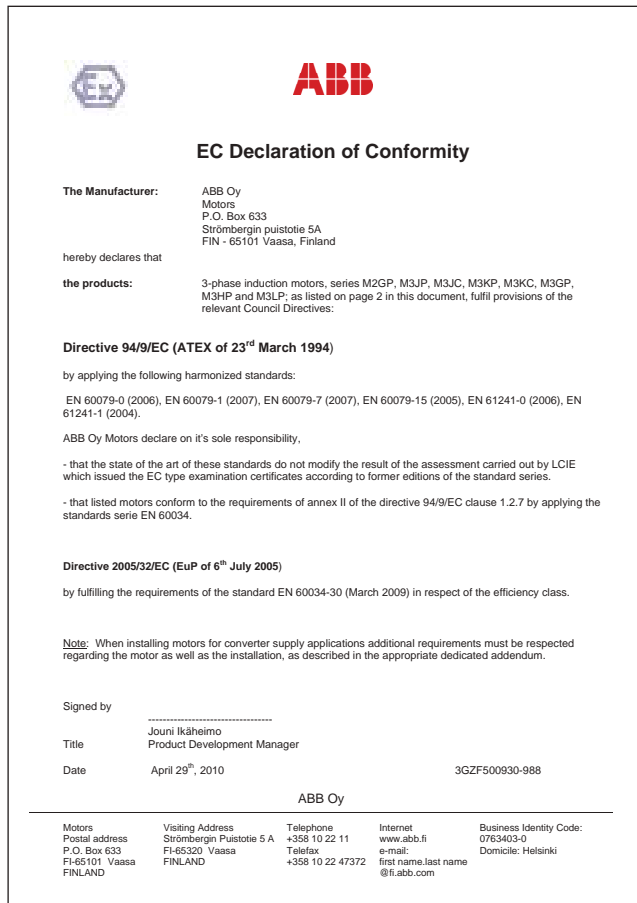 Ex
ABB
EC Declaration of Conformity
The Manufacturer: ABB Oy
Motors
P.O. Box 633
Strömbergin puistotie 5A
FIN - 65101 Vaasa, Finland
hereby declares that
the products: 3-phase induction motors, series M2GP, M3JP, M3JC, M3KP, M3KC, M3GP,
M3HP and M3LP; as listed on page 2 in this document, fulfil provisions of the
relevant Council Directives:
Directive 94/9/EC (ATEX of 23rd March 1994)
by applying the following harmonized standards:
EN 60079-0 (2006), EN 60079-1 (2007), EN 60079-7 (2007), EN 60079-15 (2005), EN 61241-0 (2006), EN
61241-1 (2004).
ABB Oy Motors declare on it's sole responsibility,
- that the state of the art of these standards do not modify the result of the assessment carried out by LCIE
which issued the EC type examination certificates according to former editions of the standard series.
- that listed motors conform to the requirements of annex II of the directive 94/9/EC clause 1.2.7 by applying the
standards serie EN 60034.
Directive 2005/32/EC (EuP of 6th July 2005)
by fulfilling the requirements of the standard EN 60034-30 (March 2009) in respect of the efficiency class.
Note: When installing motors for converter supply applications additional requirements must be respected
regarding the motor as well as the installation, as described in the appropriate dedicated addendum.
Signed by
----------------------------------
Jouni Ikäheimo
Title Product Development Manager
Date April 29th, 2010 3GZF500930-988
ABB Oy
Motors Visiting Address Telephone Internet Business Identity Code:
Postal address Strömbergin Puistotie 5 A +358 10 22 11 www.abb.fi 0763403-0
P.O. Box 633 FI-65320 Vaasa Telefax e-mail: Domicile: Helsinki
FI-65101 Vaasa FINLAND +358 10 22 47372 first name.last name
FINLAND @fi.abb.com